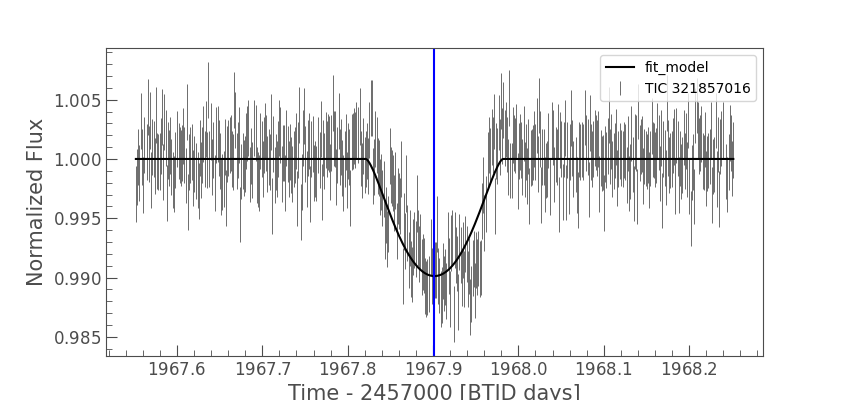 fit_model
TIC 321857016
Normalized Flux
1.005
1.000
0.995
0.990
0.985
1967.6 1967.7 1967.8 1967.9 1968.0 1968.1 1968.2
Time - 2457000 [BTJD days]